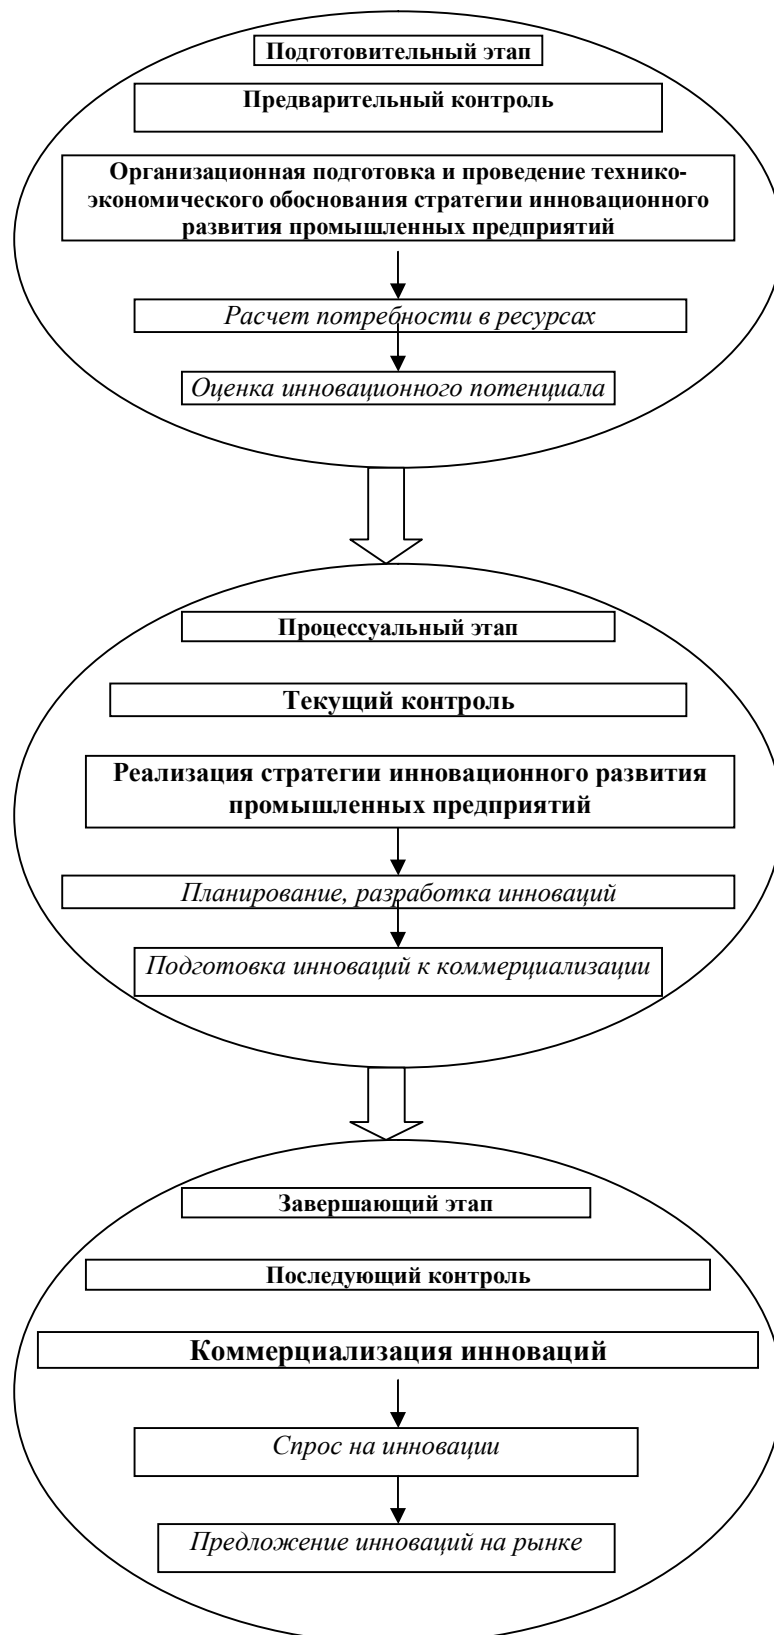 Подготовительный этап
Предварительный контроль
Организационная подготовка и проведение технико-
экономического обоснования стратегии инновационного
развития промышленных предприятий
Расчет потребности в ресурсах
Оценка инновационного потенциала
Процессуальный этап
Текущий контроль
Реализация стратегии инновационного развития
промышленных предприятий
Планирование, разработка инноваций
Подготовка инноваций к коммерциализации
Завершающий этап
Последующий контроль
Коммерциализация инноваций
Спрос на инновации
Предложение инноваций на рынке